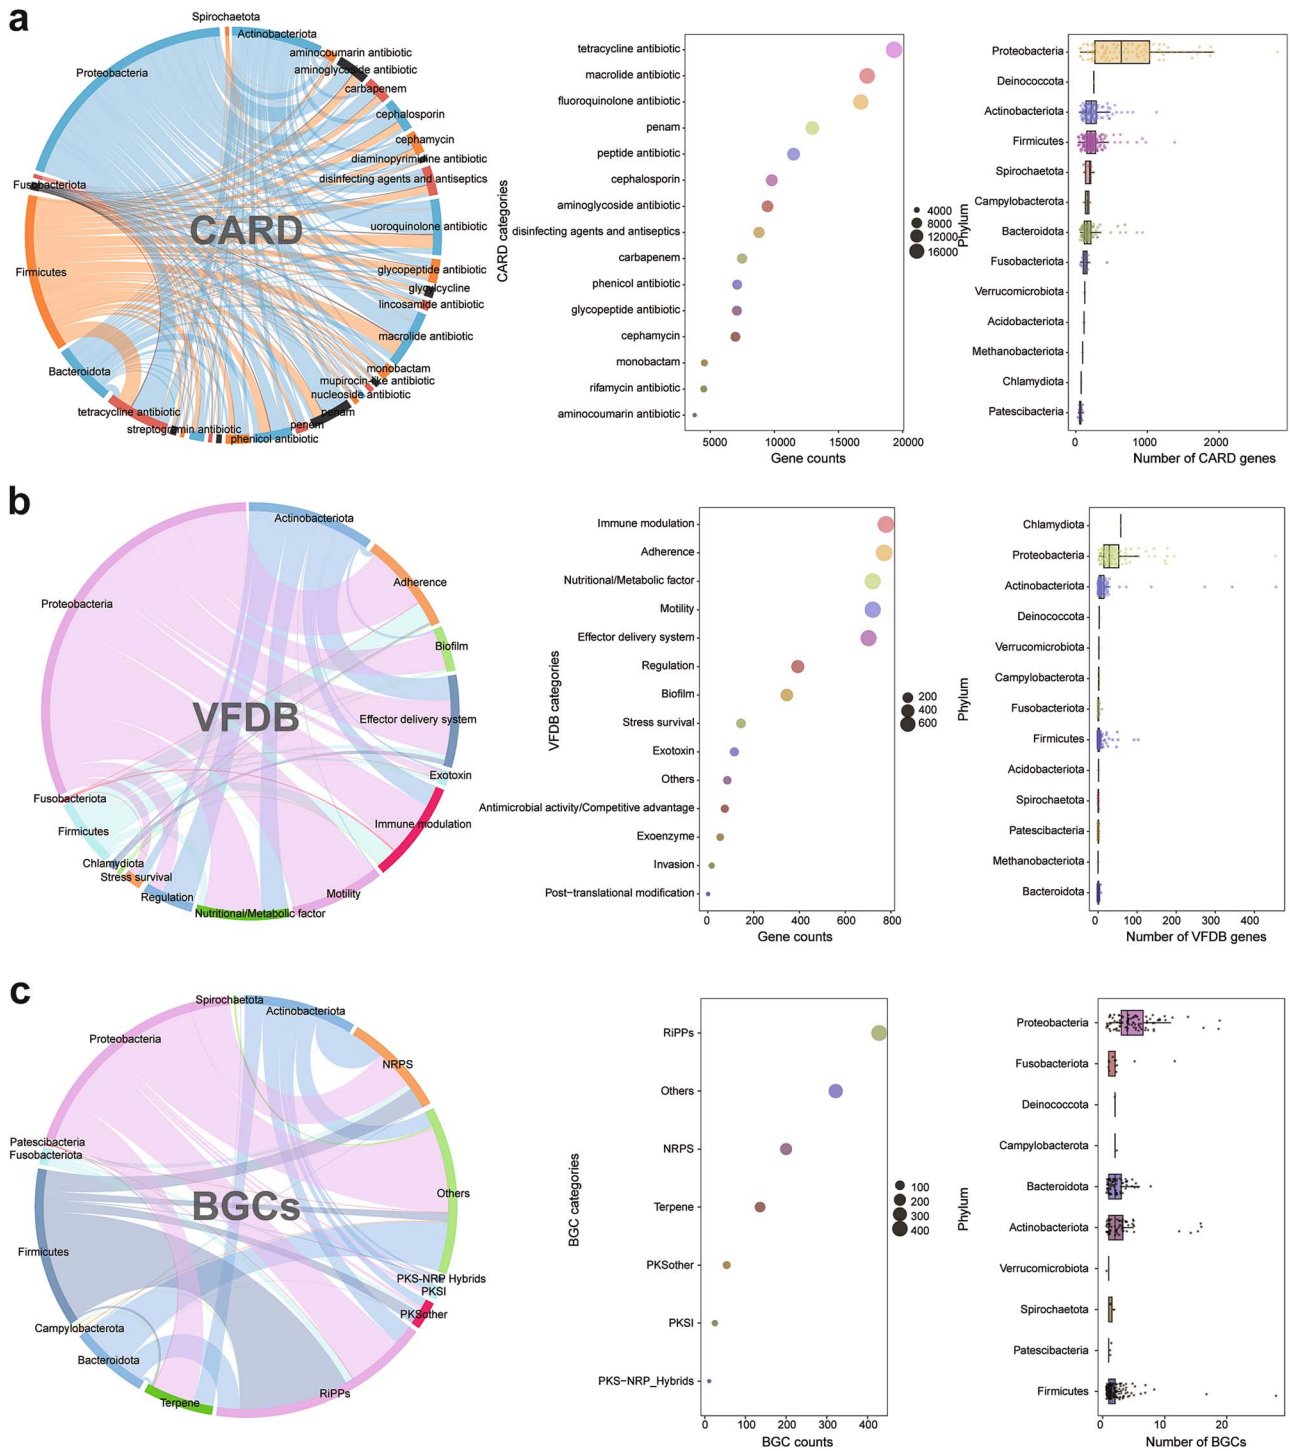 a
Spirochaetota
Actinobacteriota
Proteobacteria
aminocoumarin antibiotic
aminoglycoside antibiotic
carbapenem
cephalosporin
cephamycin
diaminopyrimidine antibiotic
disinfecting agents and antiseptics
Fusobacteriota
CARD
uoroquinolone antibiotic
Firmicutes
glycopeptide antibiotic
glycylcycline
lincosamide antibiotic
macrolide antibiotic
Bacteroidota
monobactam
mupirocin-like antibiotic
nucleoside antibiotic
tetracycline antibiotic
penam
penem
streptogramin antibiotic
phenicol antibiotic
CARD categories
tetracycline antibiotic
macrolide antibiotic
fluoroquinolone antibiotic
penam
peptide antibiotic
cephalosporin
aminoglycoside antibiotic
disinfecting agents and antiseptics
carbapenem
phenicol antibiotic
glycopeptide antibiotic
cephamycin
monobactam
rifamycin antibiotic
aminocoumarin antibiotic
5000 10000 15000 20000
Gene counts
4000
8000
12000
16000
Phylum
Proteobacteria
Deinococcota
Actinobacteriota
Firmicutes
Spirochaetota
Campylobacterota
Bacteroidota
Fusobacteriota
Verrucomicrobiota
Acidobacteriota
Methanobacteriota
Chlamydiota
Patescibacteria
0 1000 2000
Number of CARD genes
b
Actinobacteriota
Adherence
Proteobacteria
Biofilm
VFDB
Effector delivery system
Exotoxin
Fusobacteriota
Immune modulation
Firmicutes
Chlamydiota
Stress survival
Regulation
Motility
Nutritional/Metabolic factor
VFDB categories
Immune modulation
Adherence
Nutritional/Metabolic factor
Motility
Effector delivery system
Regulation
Biofilm
Stress survival
Exotoxin
Others
Antimicrobial activity/Competitive advantage
Exoenzyme
Invasion
Post−translational modification
0 200 400 600 800
Gene counts
200
400
600
Phylum
Chlamydiota
Proteobacteria
Actinobacteriota
Deinococcota
Verrucomicrobiota
Campylobacterota
Fusobacteriota
Firmicutes
Acidobacteriota
Spirochaetota
Patescibacteria
Methanobacteriota
Bacteroidota
0 100 200 300 400
Number of VFDB genes
c
Spirochaetota
Actinobacteriota
Proteobacteria
NRPS
Patescibacteria
Fusobacteriota
BGCs
Others
Firmicutes
PKS-NRP Hybrids
PKSI
PKSother
Campylobacterota
Bacteroidota
RiPPs
Terpene
BGC categories
RiPPs
Others
NRPS
Terpene
PKSother
PKSI
PKS−NRP_Hybrids
0 100 200 300 400
BGC counts
100
200
300
400
Phylum
Proteobacteria
Fusobacteriota
Deinococcota
Campylobacterota
Bacteroidota
Actinobacteriota
Verrucomicrobiota
Spirochaetota
Patescibacteria
Firmicutes
0 10 20
Number of BGCs